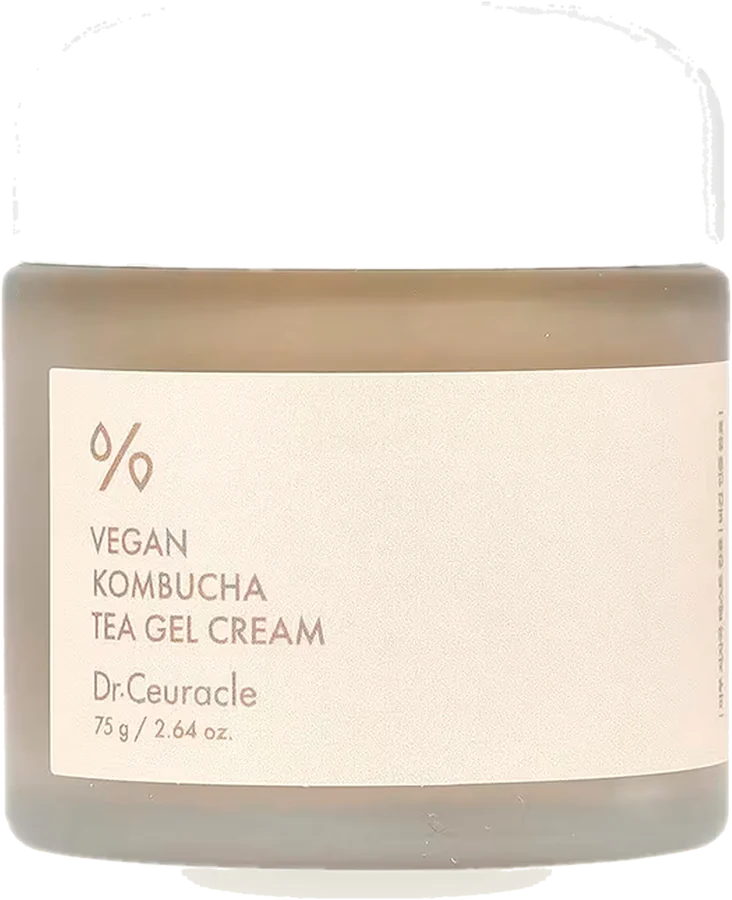 %
VEGAN
KOMBUCHA
TEA GEL CREAM
Dr.Ceuracle
75 g / 2.64 oz.